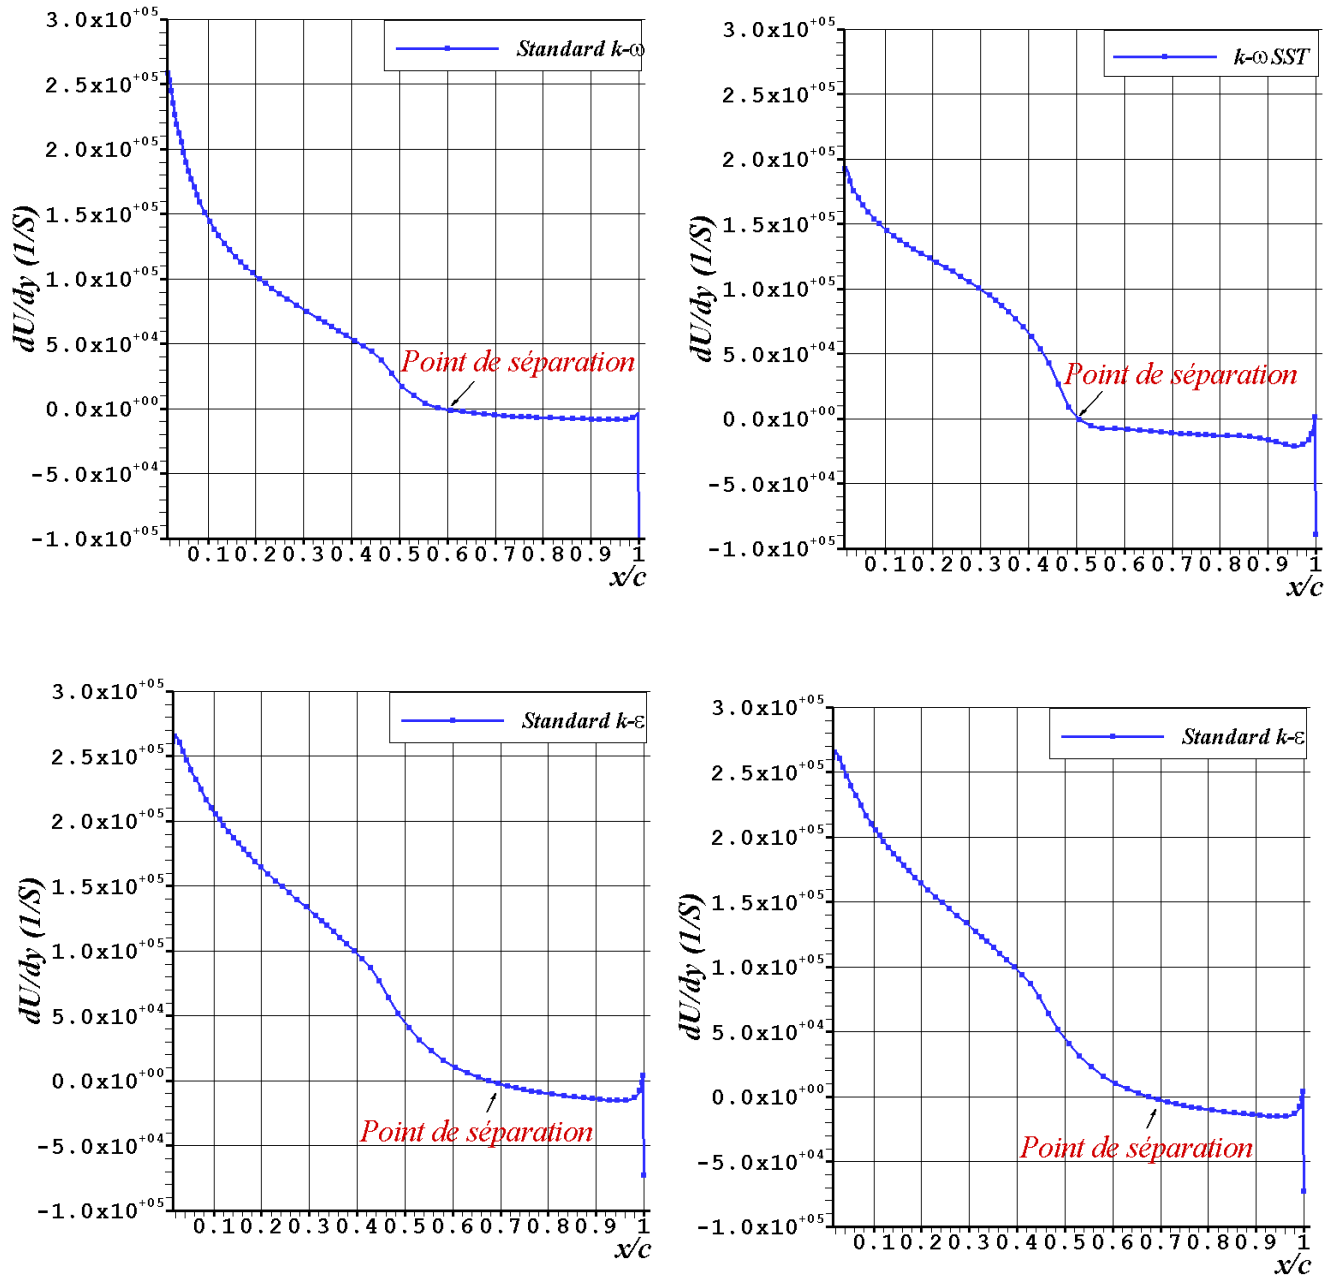 Standard k-ω
3.0x10+05
2.5x10+05
2.0x10+05
1.5x10+05
1.0x10+05
5.0x10+04
0.0x10+00
-5.0x10+04
-1.0x10+05
dU/dy (1/S)
Point de séparation
0.1 0.2 0.3 0.4 0.5 0.6 0.7 0.8 0.9 1
x/c
k-ω SST
3.0x10+05
2.5x10+05
2.0x10+05
1.5x10+05
1.0x10+05
5.0x10+04
0.0x10+00
-5.0x10+04
-1.0x10+05
dU/dy (1/S)
Point de séparation
0.1 0.2 0.3 0.4 0.5 0.6 0.7 0.8 0.9 1
x/c
Standard k-ε
3.0x10+05
2.5x10+05
2.0x10+05
1.5x10+05
1.0x10+05
5.0x10+04
0.0x10+00
-5.0x10+04
-1.0x10+05
dU/dy (1/S)
Point de séparation
0.1 0.2 0.3 0.4 0.5 0.6 0.7 0.8 0.9 1
x/c
Standard k-ε
3.0x10+05
2.5x10+05
2.0x10+05
1.5x10+05
1.0x10+05
5.0x10+04
0.0x10+00
-5.0x10+04
-1.0x10+05
dU/dy (1/S)
Point de séparation
0.1 0.2 0.3 0.4 0.5 0.6 0.7 0.8 0.9 1
x/c